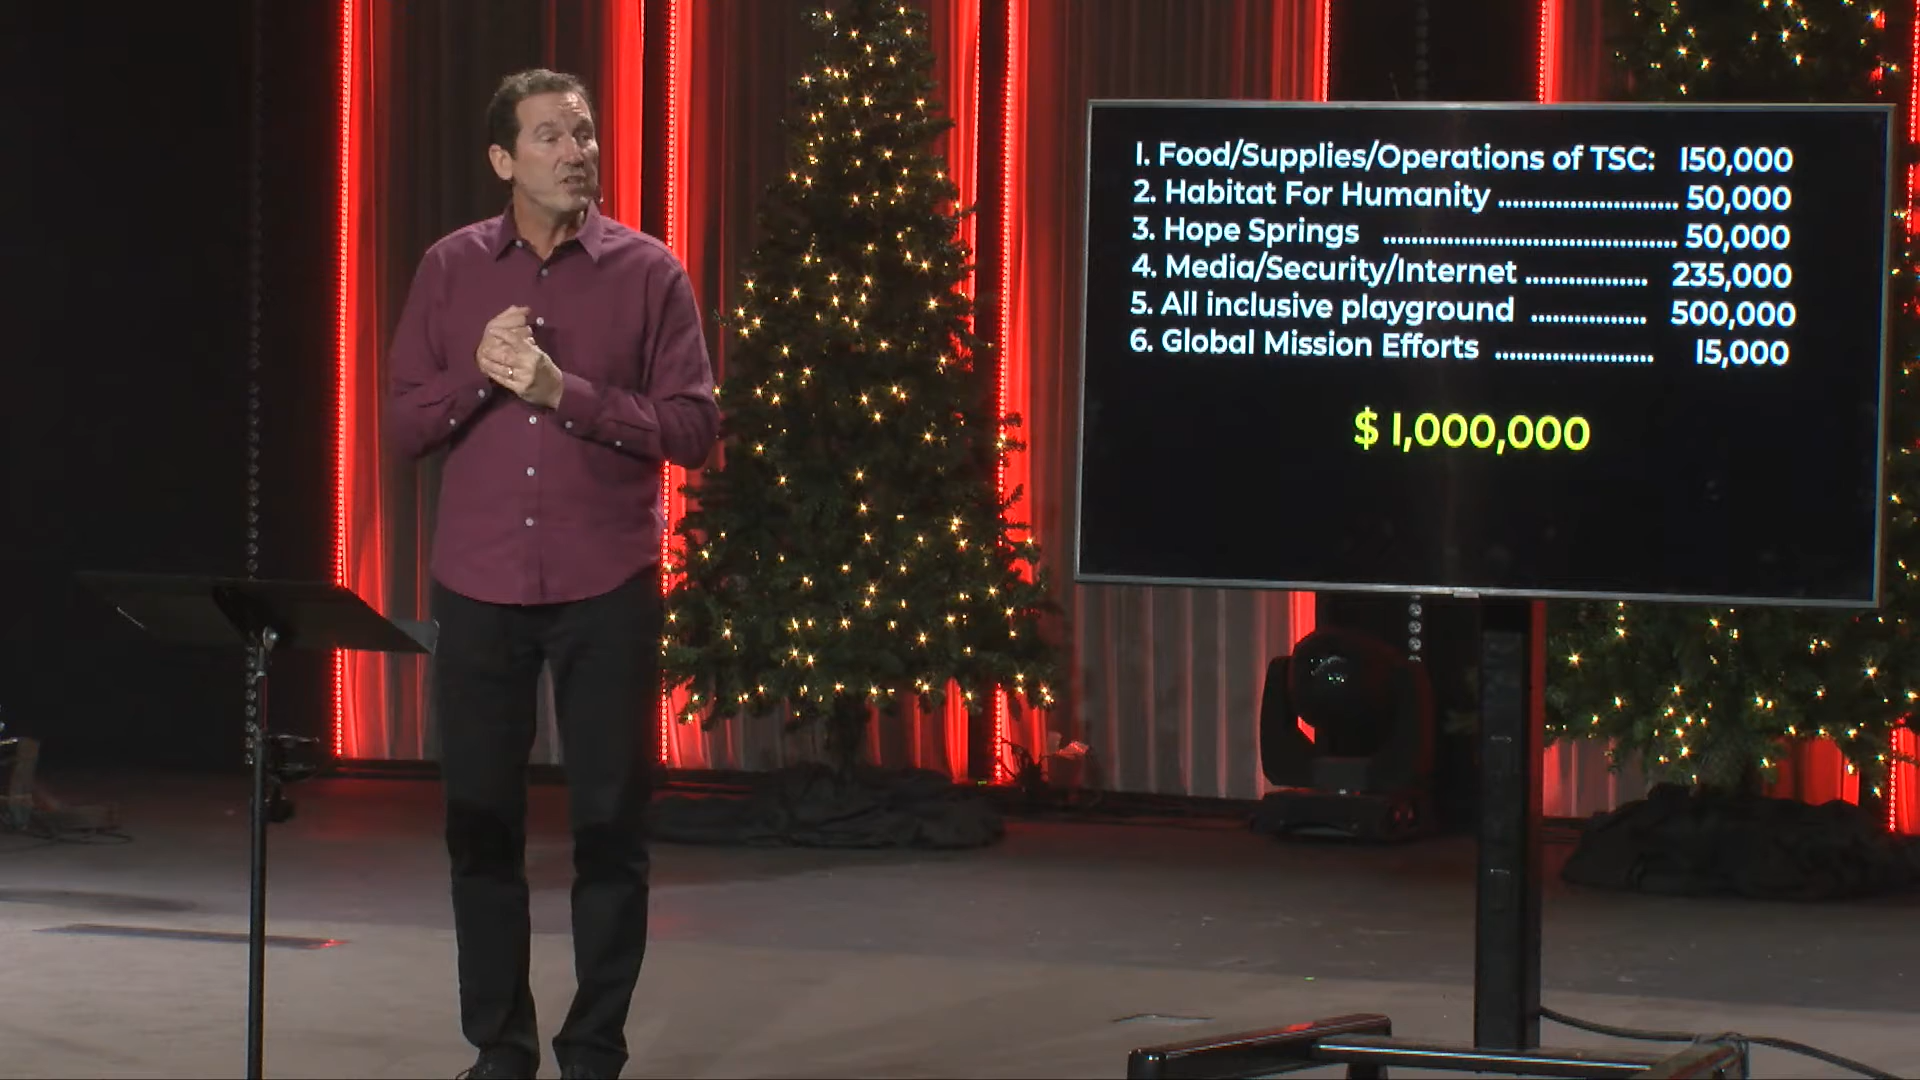 1. Food/Supplies/Operations of TSC: 150,000
2. Habitat For Humanity ......................... 50,000
3. Hope Springs ......................................... 50,000
4. Media/Security/Internet ................. 235,000
5. All inclusive playground ................ 500,000
6. Global Mission Efforts ...................... 15,000
$ 1,000,000